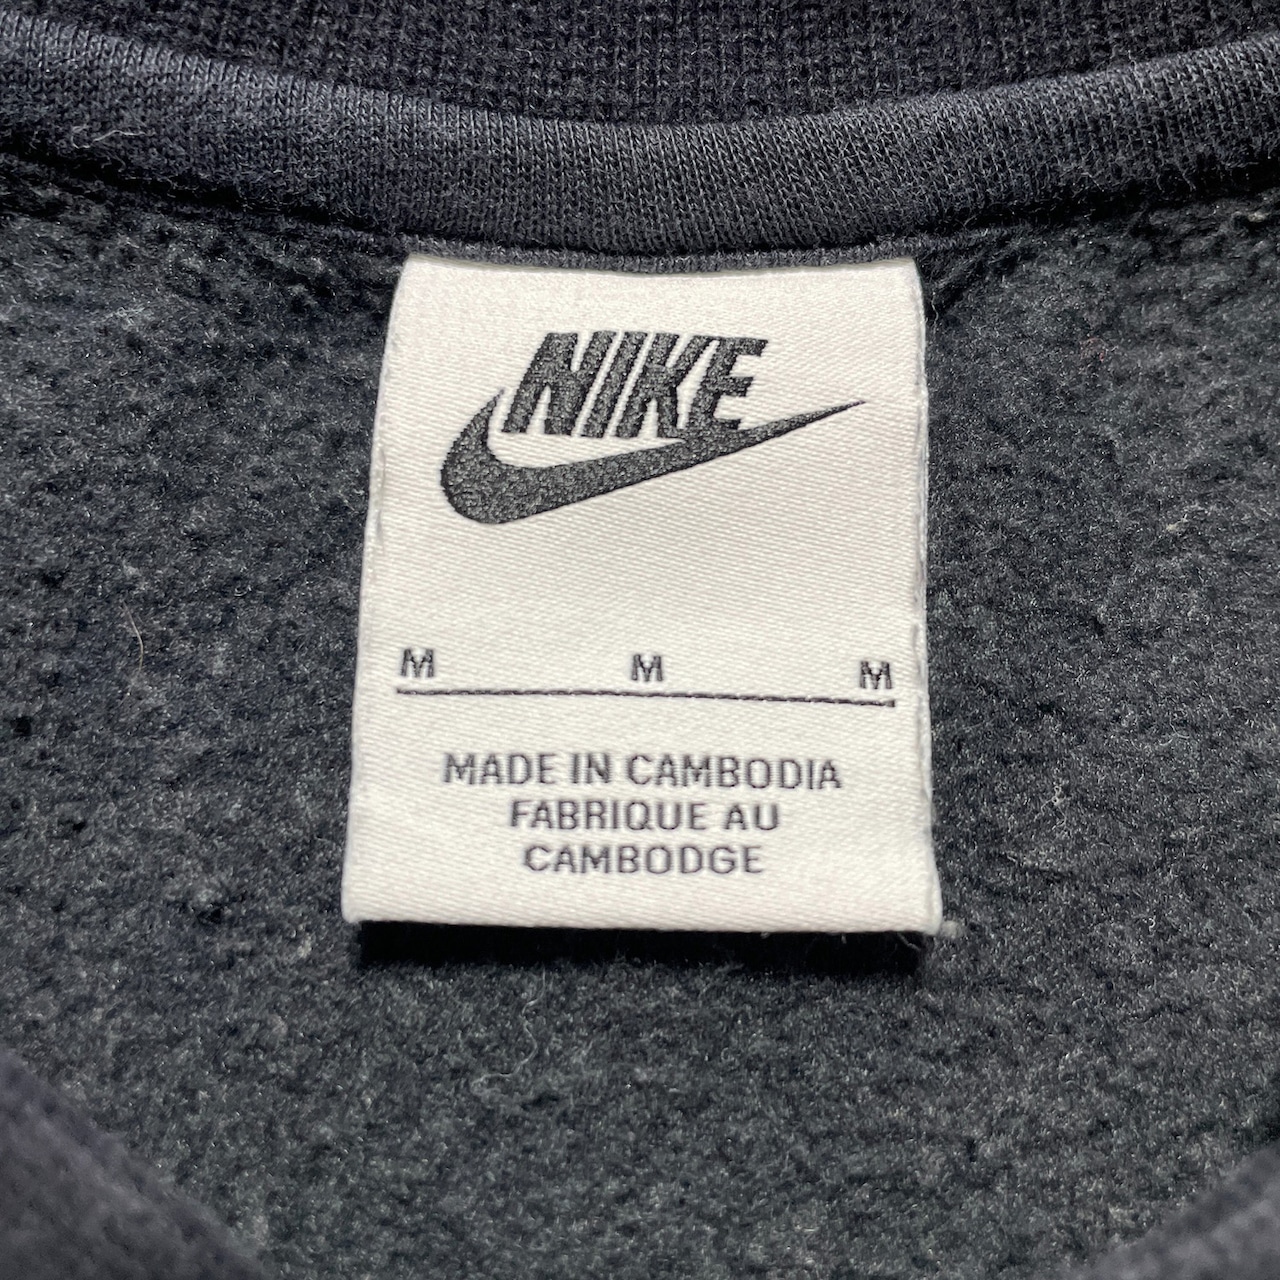 NIKE
M M M
MADE IN CAMBODIA
FABRIQUE AU
CAMBODGE